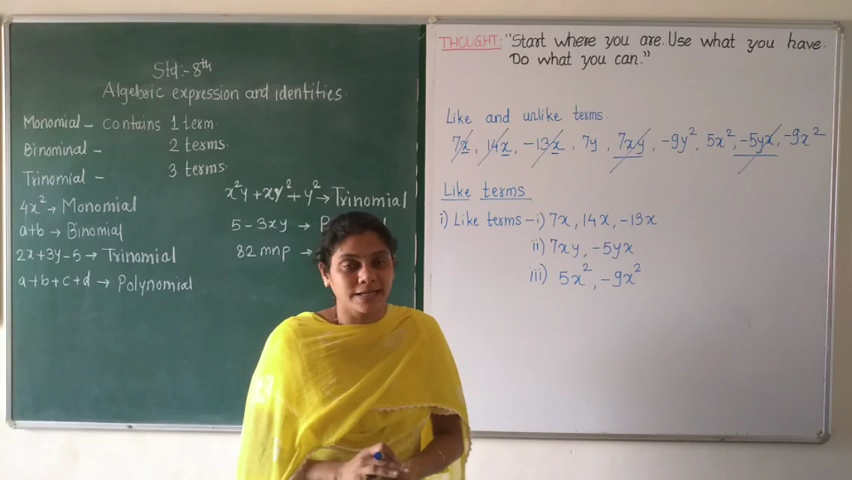 Std:- 8th
Algebric expression and identities.
Monomial - contains 1 term.
Binominal - 2 terms.
Trinomial - 3 terms.
4x² → Monomial
a+b → Binomial
2x+3y-5 → Trinomial
a+b+c+d → Polynomial
x²y + xy² + y² → Trinomial
5 - 3xy →
82 mnp →
THOUGHT: "Start where you are. Use what you have.
Do what you can."
Like and unlike terms.
7x, 14x, -13x, 7y, 7xy, -9y², 5x², -5yx, -9x²
Like terms
i) Like terms - i) 7x, 14x, -13x
ii) 7xy, -5yx
iii) 5x², -9x²